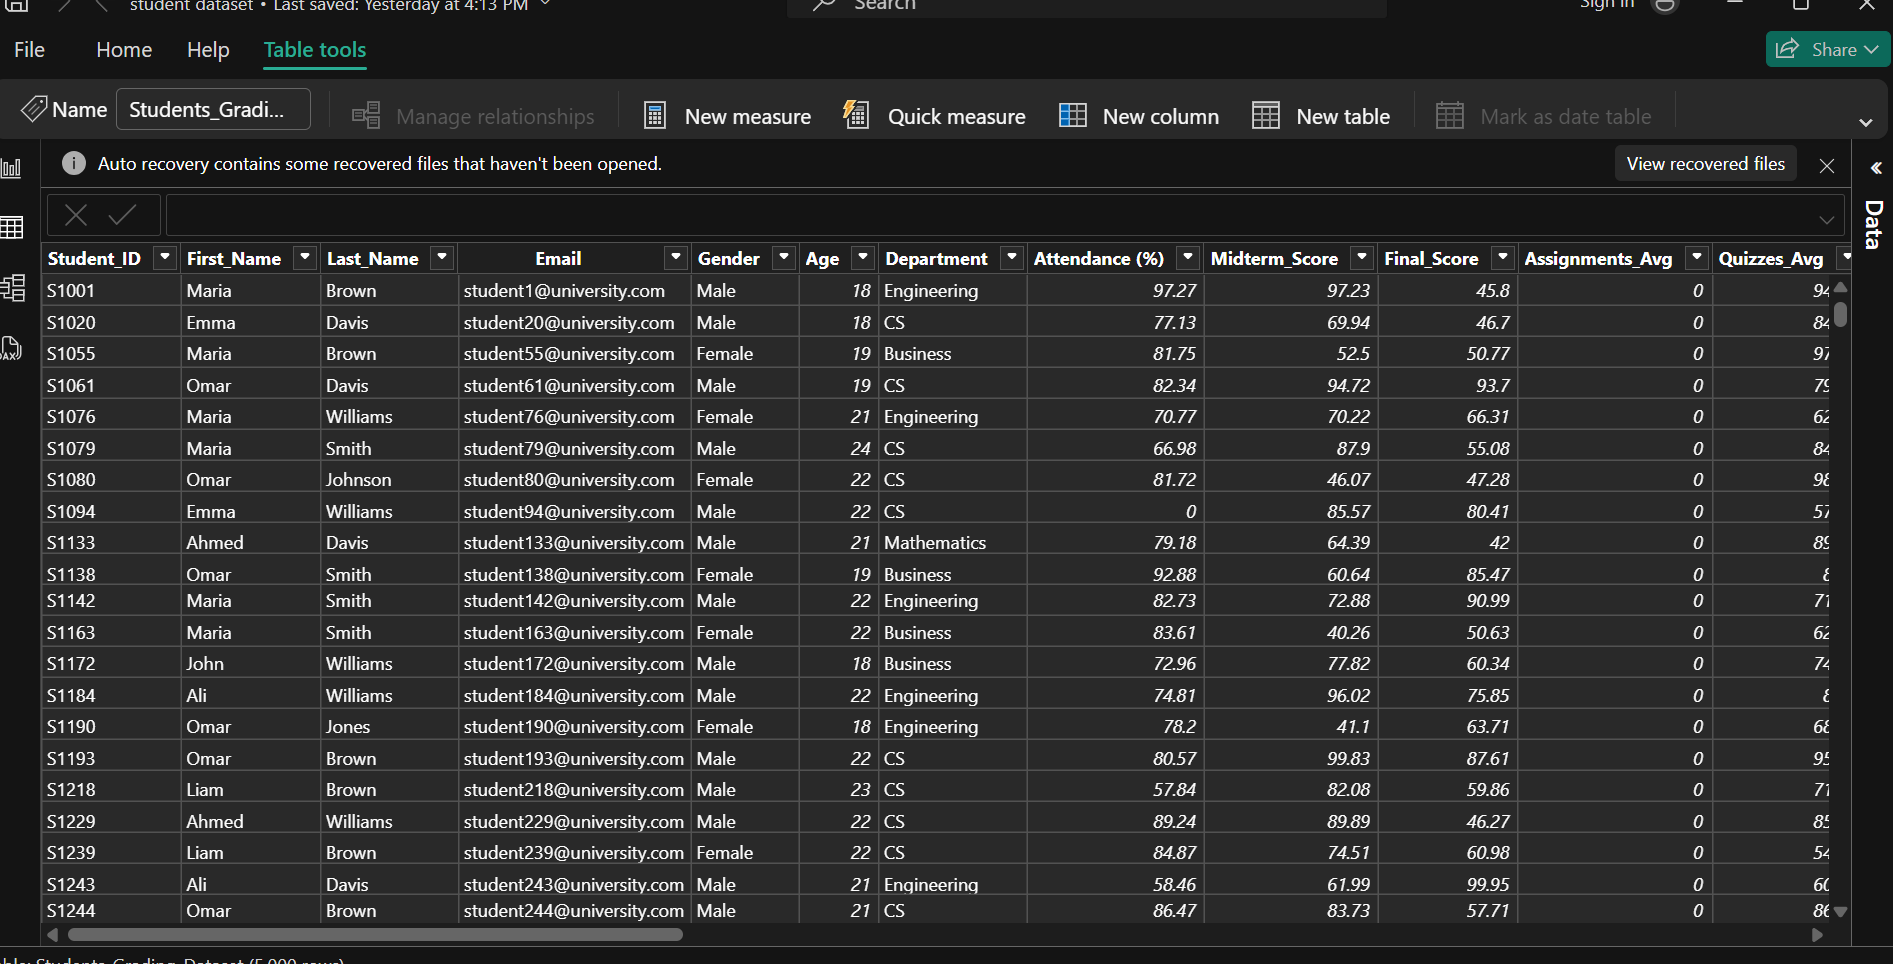 student dataset • Last saved: Yesterday at 4:13 PM Search Sign in
File Home Help Table tools Share
Name Students_Gradi... Manage relationships New measure Quick measure New column New table Mark as date table
Auto recovery contains some recovered files that haven't been opened. View recovered files
Data
Student_ID First_Name Last_Name Email Gender Age Department Attendance (%) Midterm_Score Final_Score Assignments_Avg Quizzes_Avg
S1001 Maria Brown student1@university.com Male 18 Engineering 97.27 97.23 45.8 0 94
S1020 Emma Davis student20@university.com Male 18 CS 77.13 69.94 46.7 0 84
S1055 Maria Brown student55@university.com Female 19 Business 81.75 52.5 50.77 0 97
S1061 Omar Davis student61@university.com Male 19 CS 82.34 94.72 93.7 0 79
S1076 Maria Williams student76@university.com Female 21 Engineering 70.77 70.22 66.31 0 62
S1079 Maria Smith student79@university.com Male 24 CS 66.98 87.9 55.08 0 84
S1080 Omar Johnson student80@university.com Female 22 CS 81.72 46.07 47.28 0 98
S1094 Emma Williams student94@university.com Male 22 CS 0 85.57 80.41 0 57
S1133 Ahmed Davis student133@university.com Male 21 Mathematics 79.18 64.39 42 0 89
S1138 Omar Smith student138@university.com Female 19 Business 92.88 60.64 85.47 0
S1142 Maria Smith student142@university.com Male 22 Engineering 82.73 72.88 90.99 0 71
S1163 Maria Smith student163@university.com Female 22 Business 83.61 40.26 50.63 0 62
S1172 John Williams student172@university.com Male 18 Business 72.96 77.82 60.34 0 74
S1184 Ali Williams student184@university.com Male 22 Engineering 74.81 96.02 75.85 0
S1190 Omar Jones student190@university.com Female 18 Engineering 78.2 41.1 63.71 0 68
S1193 Omar Brown student193@university.com Male 22 CS 80.57 99.83 87.61 0 95
S1218 Liam Brown student218@university.com Male 23 CS 57.84 82.08 59.86 0 71
S1229 Ahmed Williams student229@university.com Male 22 CS 89.24 89.89 46.27 0 85
S1239 Liam Brown student239@university.com Female 22 CS 84.87 74.51 60.98 0 54
S1243 Ali Davis student243@university.com Male 21 Engineering 58.46 61.99 99.95 0 60
S1244 Omar Brown student244@university.com Male 21 CS 86.47 83.73 57.71 0 86
Students_Grading_Dataset (5,000 rows)